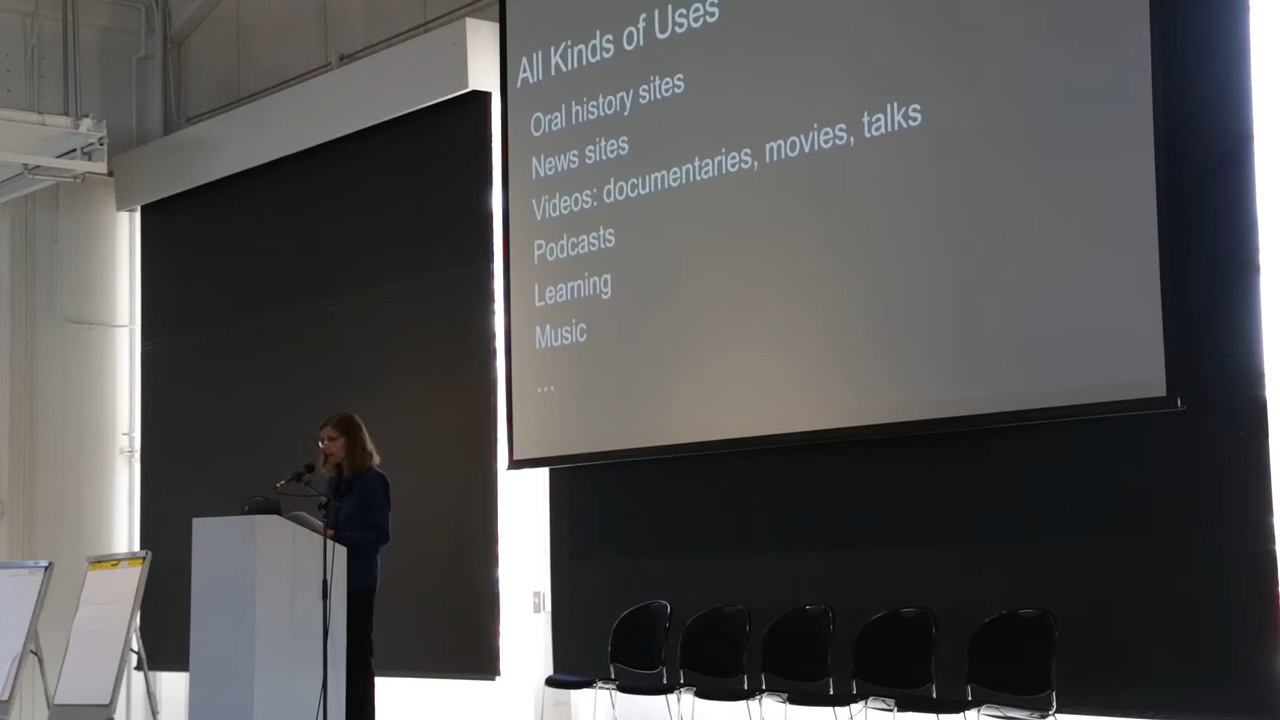 All Kinds of Uses
Oral history sites
News sites
Videos: documentaries, movies, talks
Podcasts
Learning
Music
...